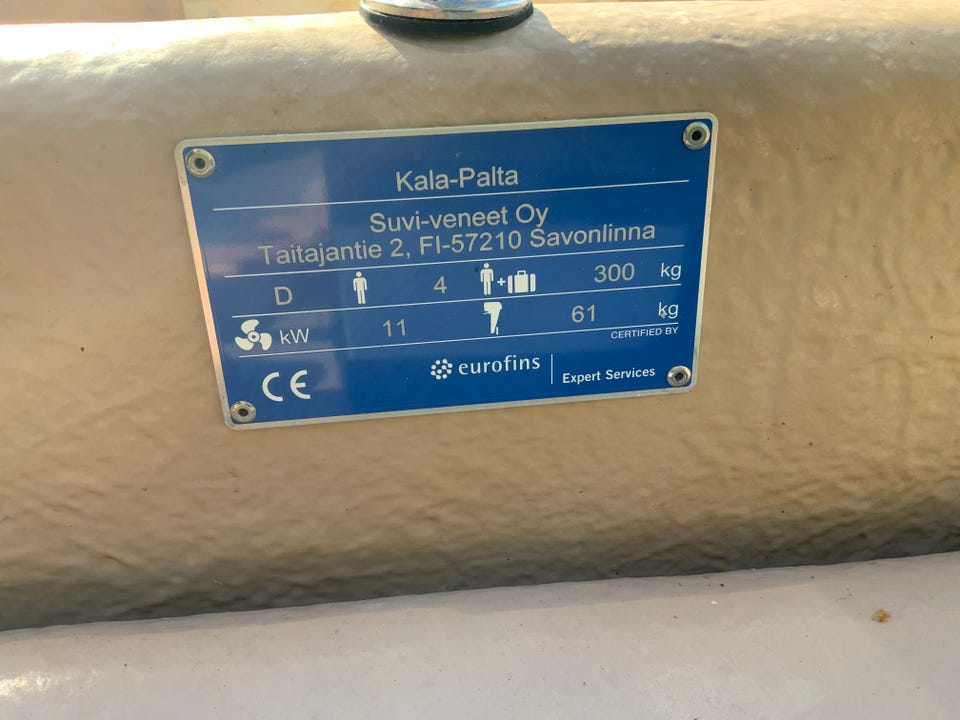 Kala-Palta
Suvi-veneet Oy
Taitajantie 2, FI-57210 Savonlinna
D 4 + 300 kg
kW 11 61 kg
CERTIFIED BY
CE eurofins Expert Services